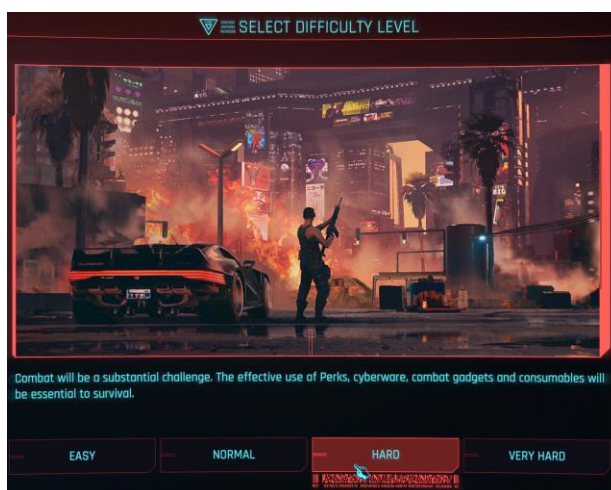 SELECT DIFFICULTY LEVEL
BIG
Combat will be a substantial challenge. The effective use of Perks, cyberware, combat gadgets and consumables will
be essential to survival.
EASY
NORMAL
HARD
VERY HARD